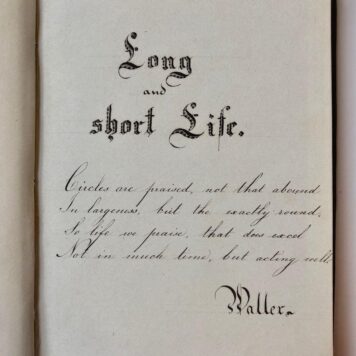 Long
and
short Life.
Circles are praised, not that abound
In largeness, but the exactly round.
So life we praise, that does excel
Not in much time, but acting well.
Waller.